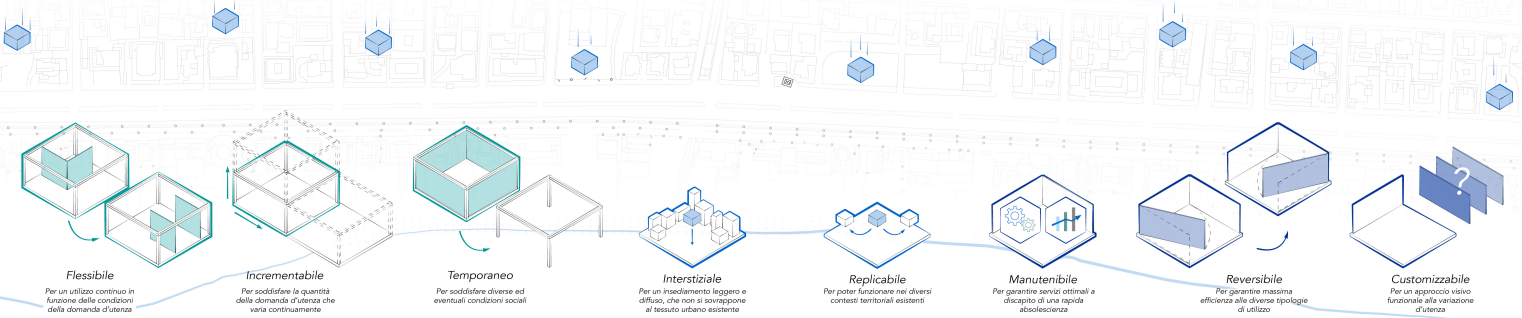 Flessibile
Per un utilizzo continuo in
funzione delle condizioni
della domanda d'utenza
Incrementabile
Per soddisfare la quantità
della domanda d'utenza che
varia continuamente
Temporaneo
Per soddisfare diverse ed
eventuali condizioni sociali
Interstiziale
Per un insediamento leggero e
diffuso, che non si sovrappone
al tessuto urbano esistente
Replicabile
Per poter funzionare nei diversi
contesti territoriali esistenti
Manutenibile
Per garantire servizi ottimali a
discapito di una rapida
absolescienza
?
Reversibile
Per garantire massima
efficienza alle diverse tipologie
di utilizzo
Customizzabile
Per un approccio visivo
funzionale alla variazione
d'utenza